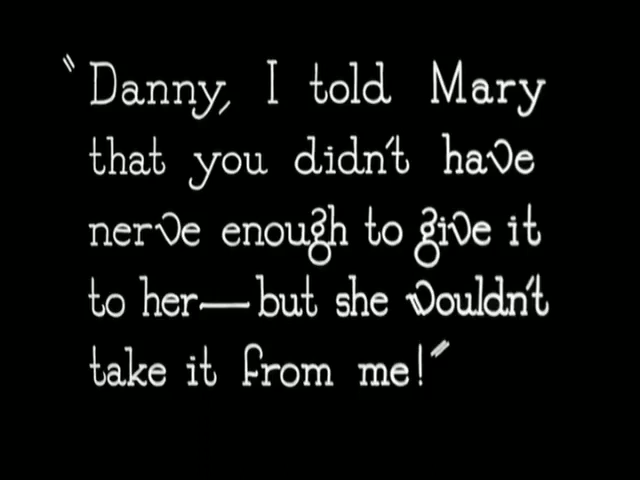 "Danny, I told Mary
that you didn't have
nerve enough to give it
to her—but she wouldn't
take it from me!"